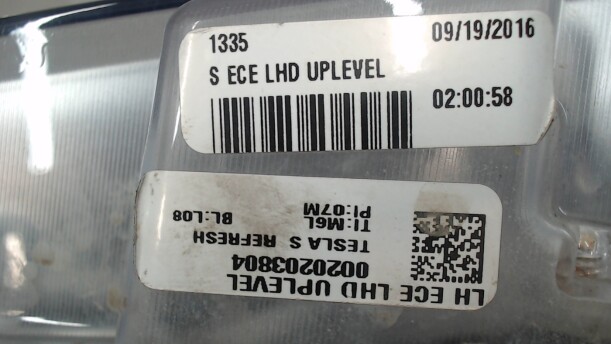 1335 09/19/2016
S ECE LHD UPLEVEL
02:00:58
LH ECE LHD UPLEVEL
0020203804
TESLA S REFRESH
TI:M6L
PI:07M
BL:L08